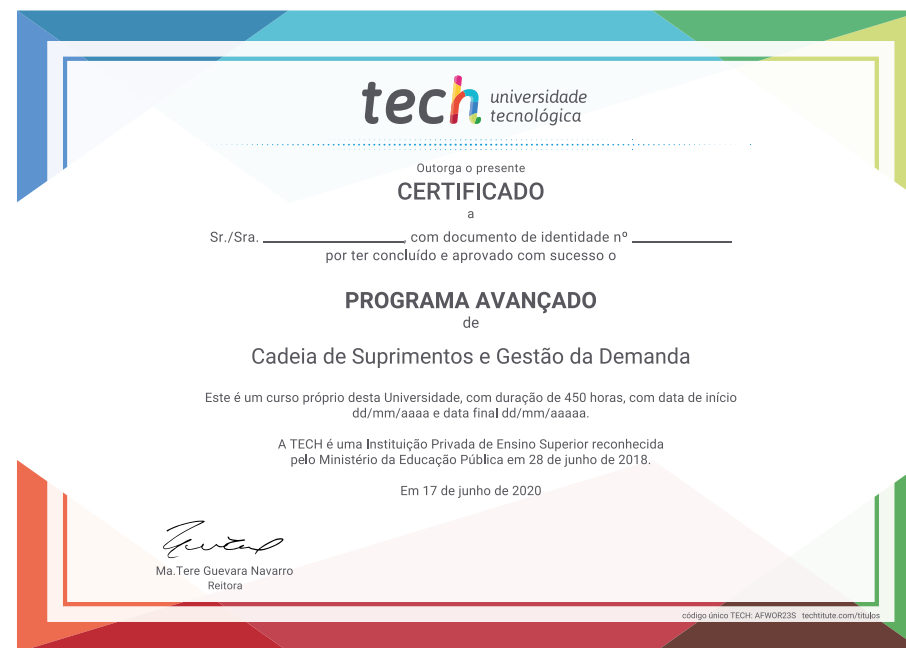 tech universidade
tecnológica
Outorga o presente
CERTIFICADO
a
Sr./Sra. ____________________, com documento de identidade nº ______________
por ter concluído e aprovado com sucesso o
PROGRAMA AVANÇADO
de
Cadeia de Suprimentos e Gestão da Demanda
Este é um curso próprio desta Universidade, com duração de 450 horas, com data de início
dd/mm/aaaa e data final dd/mm/aaaaa.
A TECH é uma Instituição Privada de Ensino Superior reconhecida
pelo Ministério da Educação Pública em 28 de junho de 2018.
Em 17 de junho de 2020
Ma.Tere Guevara Navarro
Reitora
código único TECH: AFWOR23S techtitute.com/titulos